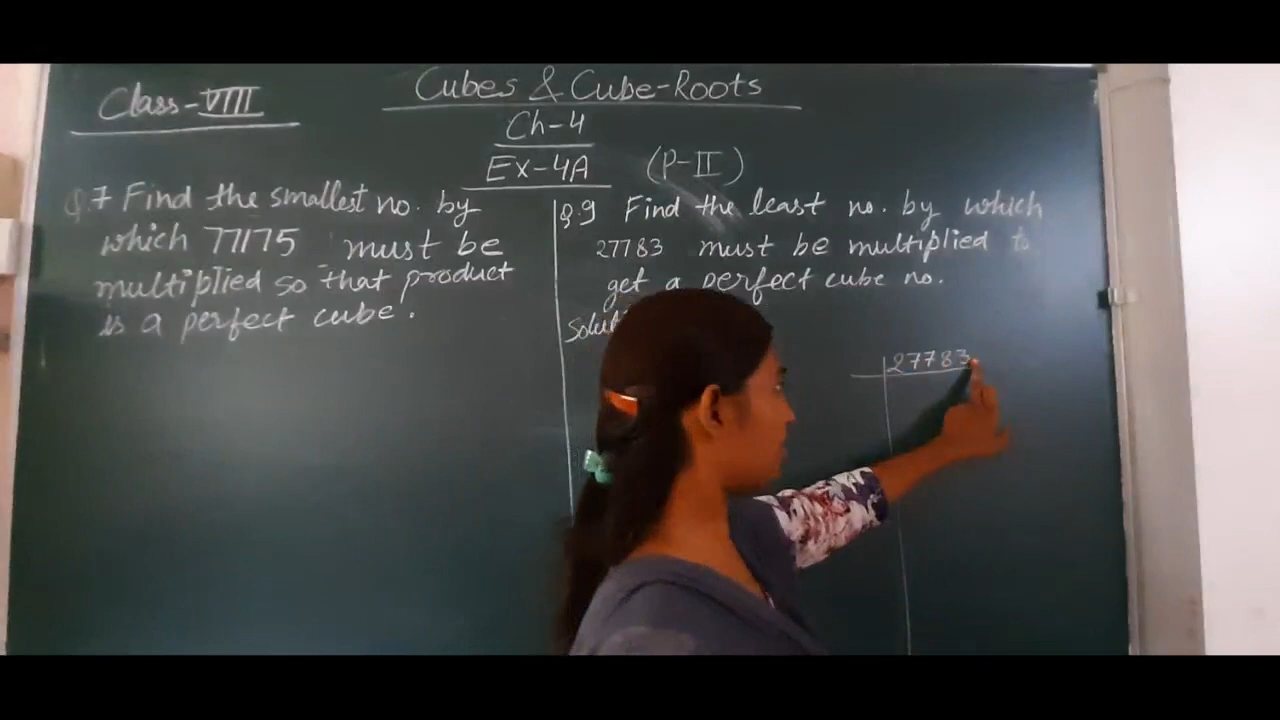 Class-VIII
Cubes & Cube-Roots
Ch-4
Ex-4A (P-II)
Q.7 Find the smallest no. by
which 77175 must be
multiplied so that product
is a perfect cube.
Q.9 Find the least no. by which
27783 must be multiplied to
get a perfect cube no.
27783